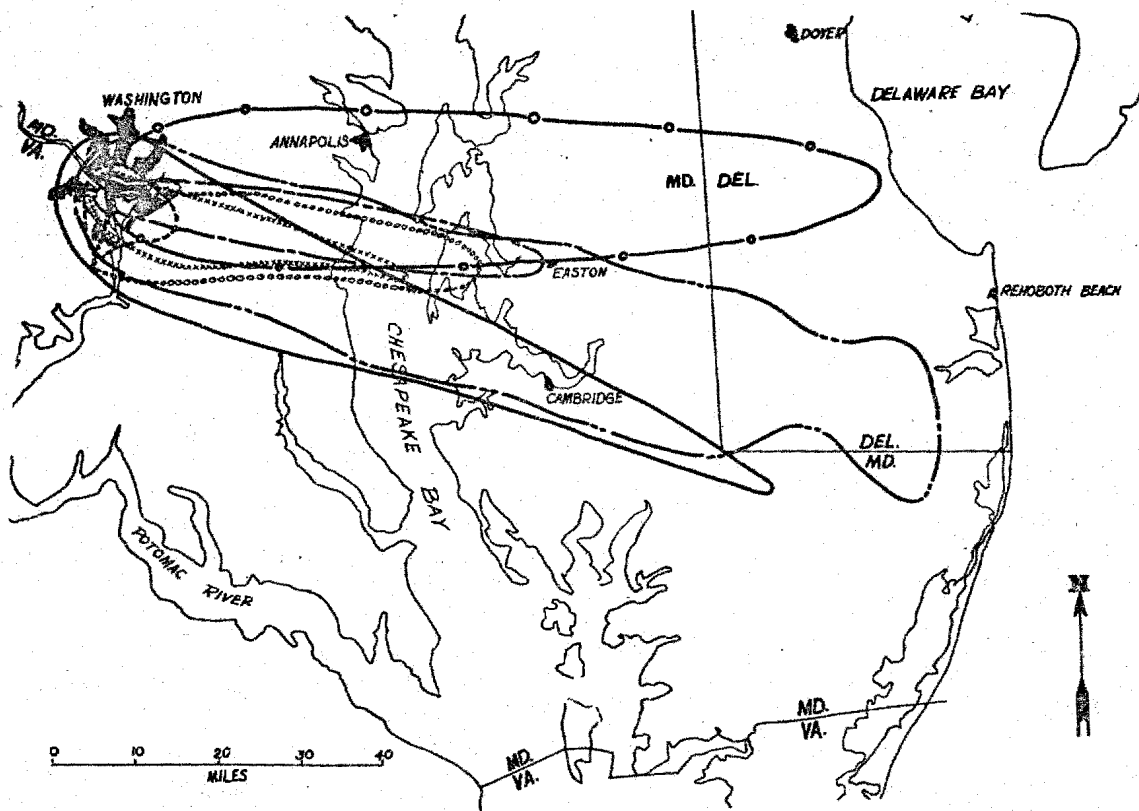 DOVER
DELAWARE BAY
WASHINGTON
MD.
VA.
ANNAPOLIS
MD. DEL.
EASTON
REHOBOTH BEACH
CHESAPEAKE BAY
CAMBRIDGE
DEL.
MD.
POTOMAC
RIVER
N
MD.
VA.
MD.
VA.
0 10 20 30 40
MILES